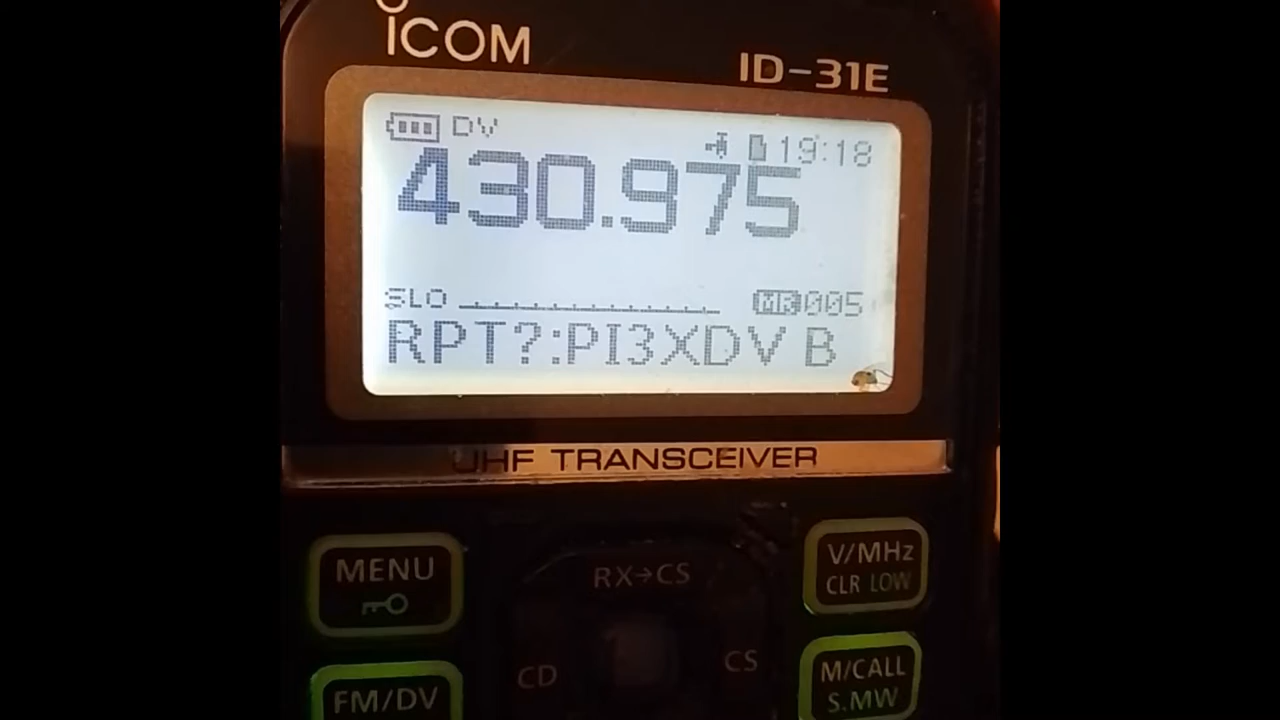 ICOM
ID-31E
DV 19:18
430.975
SLO MR 005
RPT?:PI3XDV B
UHF TRANSCEIVER
MENU
RX→CS
V/MHz
CLR LOW
CD
CS
M/CALL
S.MW
FM/DV